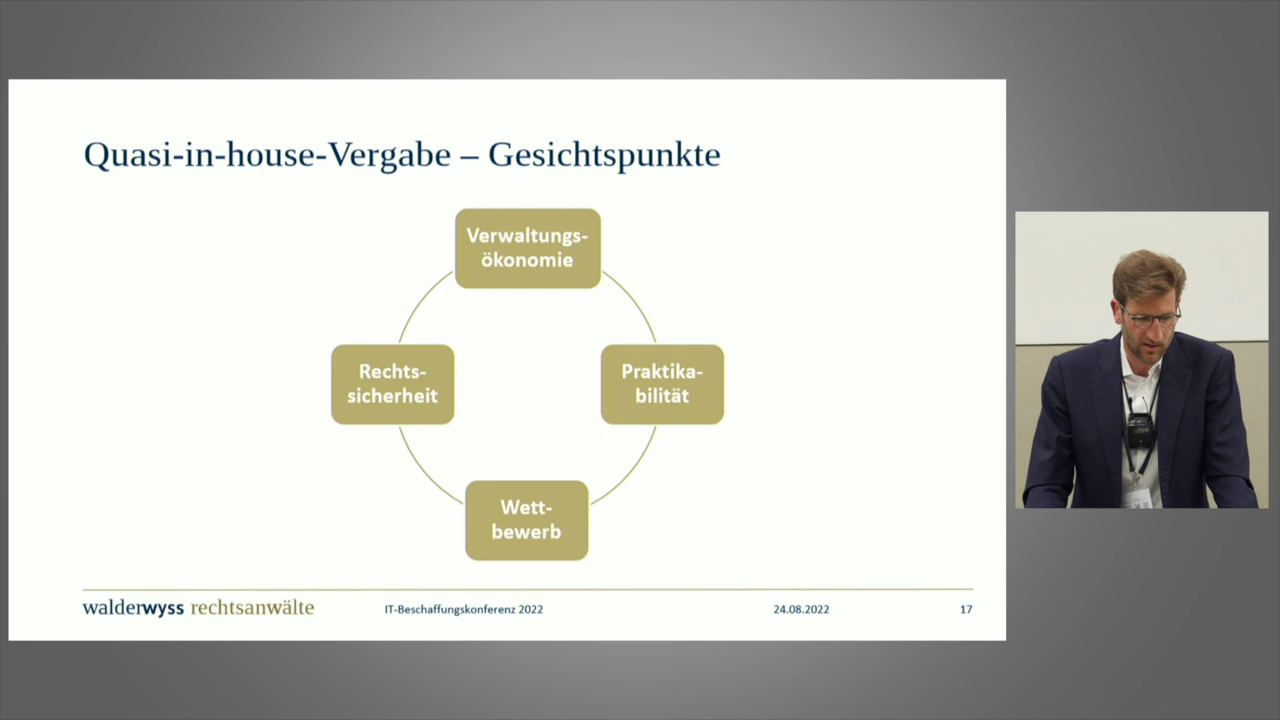 Quasi-in-house-Vergabe – Gesichtspunkte
Verwaltungs-
ökonomie
Rechts-
sicherheit
Praktika-
bilität
Wett-
bewerb
walderwyss rechtsanwälte
IT-Beschaffungskonferenz 2022
24.08.2022
17